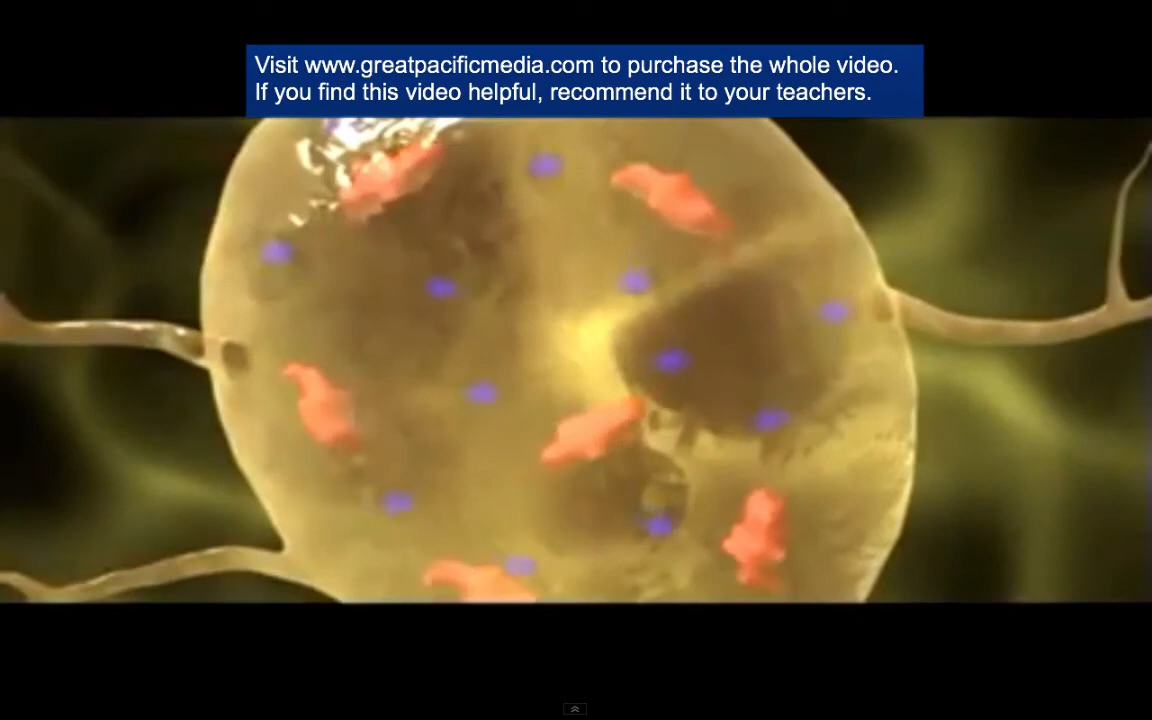 Visit www.greatpacificmedia.com to purchase the whole video.
If you find this video helpful, recommend it to your teachers.